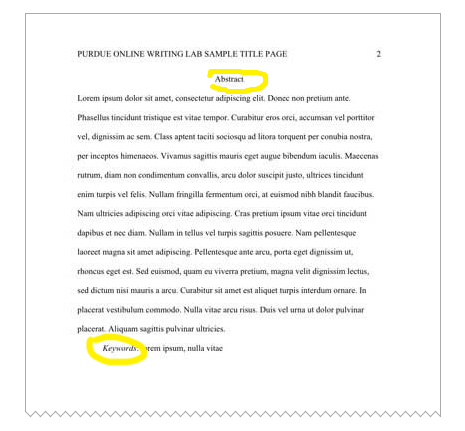 PURDUE ONLINE WRITING LAB SAMPLE TITLE PAGE 2
Abstract
Lorem ipsum dolor sit amet, consectetur adipiscing elit. Donec non pretium ante.
Phasellus tincidunt tristique est vitae tempor. Curabitur eros orci, accumsan vel porttitor
vel, dignissim ac sem. Class aptent taciti sociosqu ad litora torquent per conubia nostra,
per inceptos himenaeos. Vivamus sagittis mauris eget augue bibendum iaculis. Maecenas
rutrum, diam non condimentum convallis, arcu dolor suscipit justo, ultrices tincidunt
enim turpis vel felis. Nullam fringilla fermentum orci, at euismod nibh blandit faucibus.
Nam ultricies adipiscing orci vitae adipiscing. Cras pretium ipsum vitae orci tincidunt
dapibus et nec diam. Nullam in tellus vel turpis sagittis posuere. Nam pellentesque
laoreet magna sit amet adipiscing. Pellentesque ante arcu, porta eget dignissim ut,
rhoncus eget est. Sed euismod, quam eu viverra pretium, magna velit dignissim lectus,
sed dictum nisi mauris a arcu. Curabitur sit amet est aliquet turpis interdum ornare. In
placerat vestibulum commodo. Nulla vitae arcu risus. Duis vel urna ut dolor pulvinar
placerat. Aliquam sagittis pulvinar ultricies.
Keywords: lorem ipsum, nulla vitae